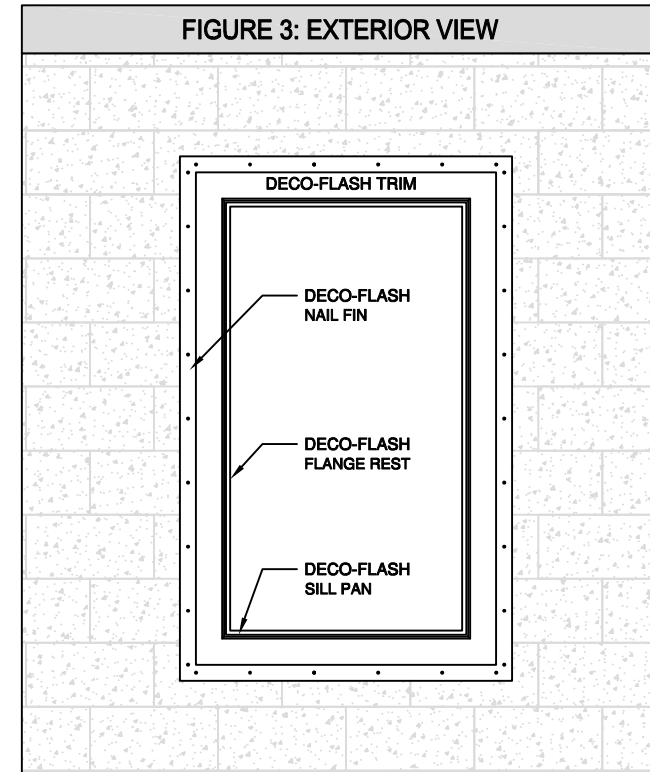 FIGURE 3: EXTERIOR VIEW
DECO-FLASH TRIM
DECO-FLASH
NAIL FIN
DECO-FLASH
FLANGE REST
DECO-FLASH
SILL PAN